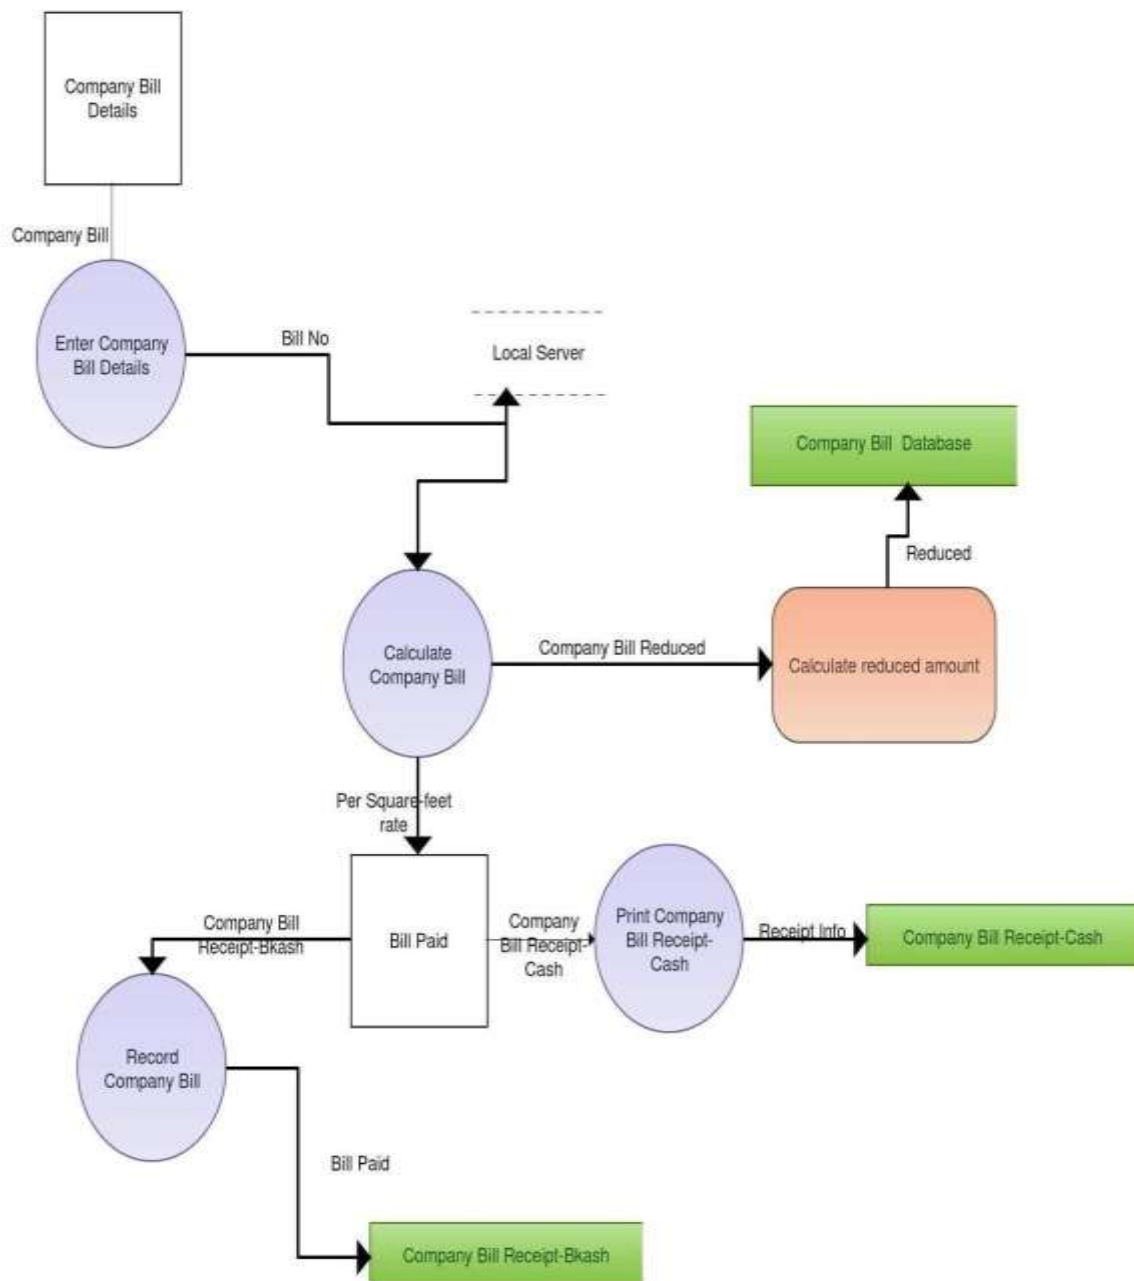 Company Bill
Details
Company Bill
Enter Company
Bill Details
Bill No
Local Server
Company Bill Database
Reduced
Calculate
Company Bill
Company Bill Reduced
Calculate reduced amount
Per Square-feet
rate
Company Bill
Receipt-Bkash
Bill Paid
Company
Bill Receipt-
Cash
Print Company
Bill Receipt-
Cash
Receipt Info
Company Bill Receipt-Cash
Record
Company Bill
Bill Paid
Company Bill Receipt-Bkash